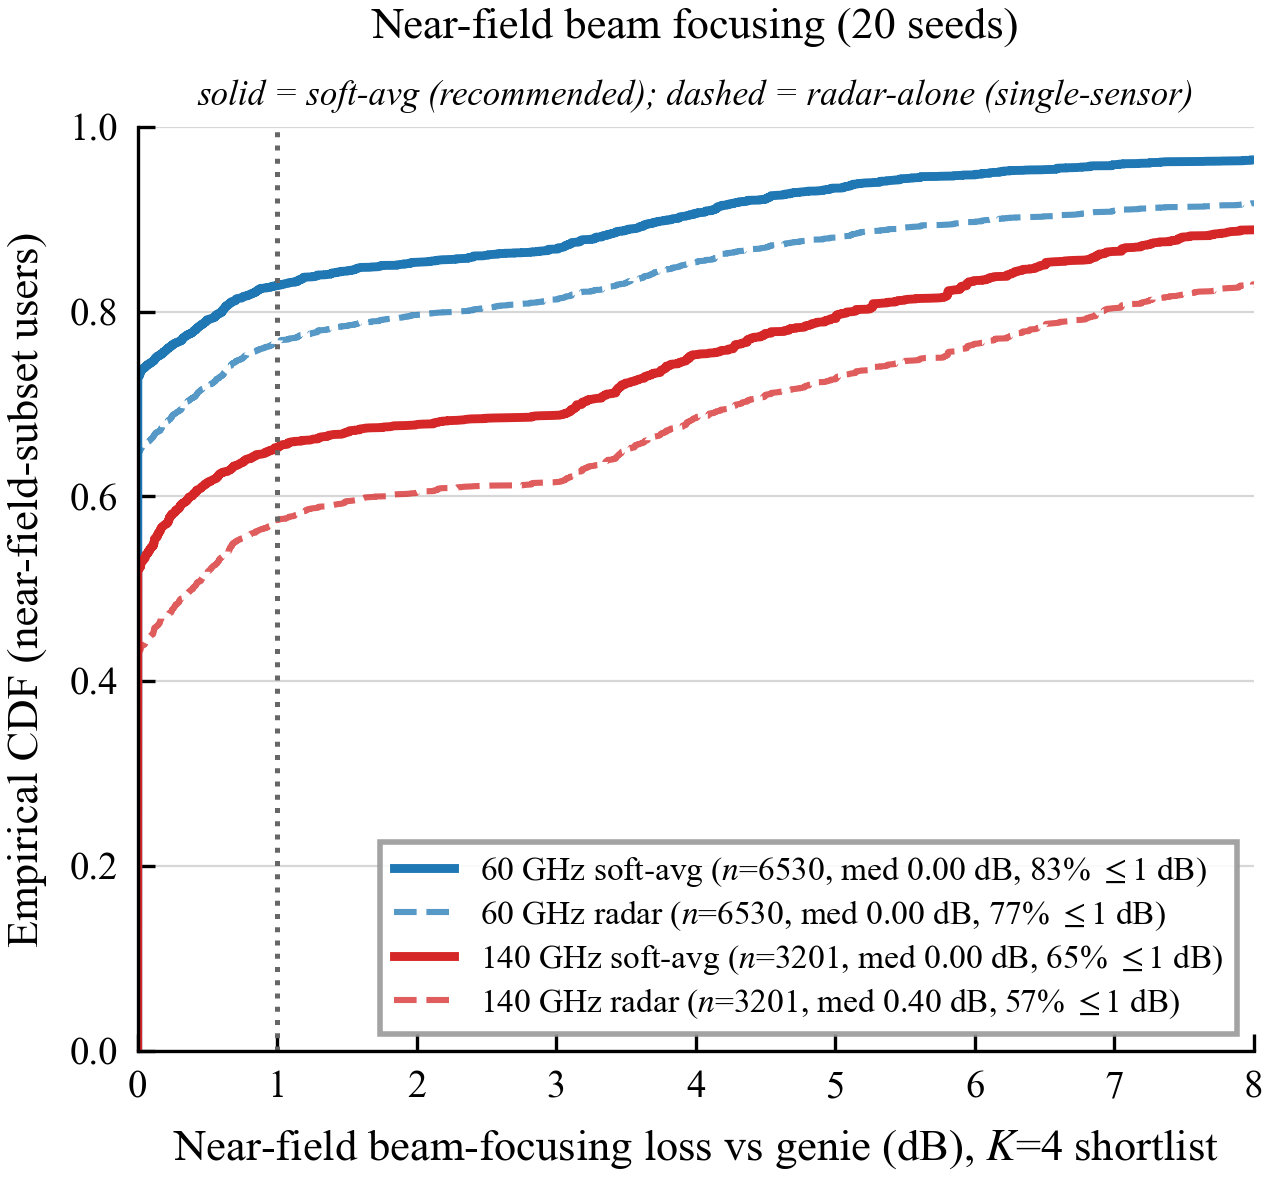 Near-field beam focusing (20 seeds)
solid = soft-avg (recommended); dashed = radar-alone (single-sensor)
Empirical CDF (near-field-subset users)
1.0
0.8
0.6
0.4
0.2
0.0
60 GHz soft-avg (n=6530, med 0.00 dB, 83% ≤1 dB)
60 GHz radar (n=6530, med 0.00 dB, 77% ≤1 dB)
140 GHz soft-avg (n=3201, med 0.00 dB, 65% ≤1 dB)
140 GHz radar (n=3201, med 0.40 dB, 57% ≤1 dB)
0 1 2 3 4 5 6 7 8
Near-field beam-focusing loss vs genie (dB), K=4 shortlist